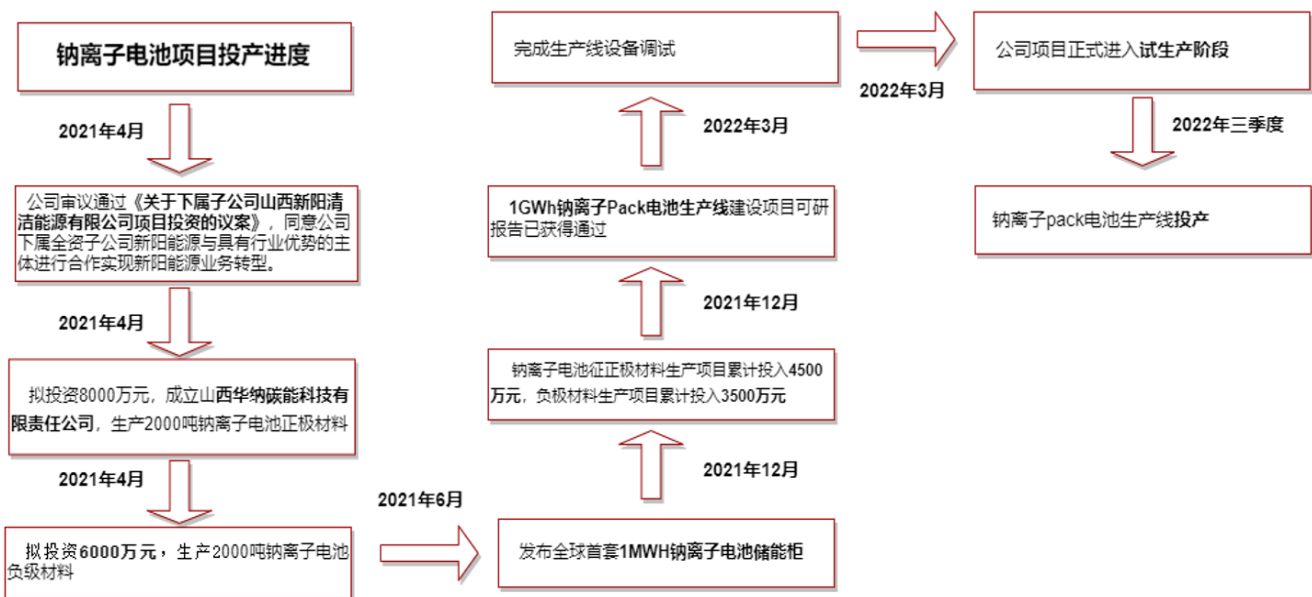 钠离子电池项目投产进度
2021年4月
公司审议通过《关于下属子公司山西新阳清
洁能源有限公司项目投资的议案》，同意公司
下属全资子公司新阳能源与具有行业优势的主
体进行合作实现新阳能源业务转型。
2021年4月
拟投资8000万元，成立山西华纳碳能科技有
限责任公司，生产2000吨钠离子电池正极材料
2021年4月
拟投资6000万元，生产2000吨钠离子电池
负级材料
2021年6月
发布全球首套1MWH钠离子电池储能柜
2021年12月
钠离子电池征正极材料生产项目累计投入4500
万元，负极材料生产项目累计投入3500万元
2021年12月
1GWh钠离子Pack电池生产线建设项目可研
报告已获得通过
2022年3月
完成生产线设备调试
2022年3月
公司项目正式进入试生产阶段
2022年三季度
钠离子pack电池生产线投产